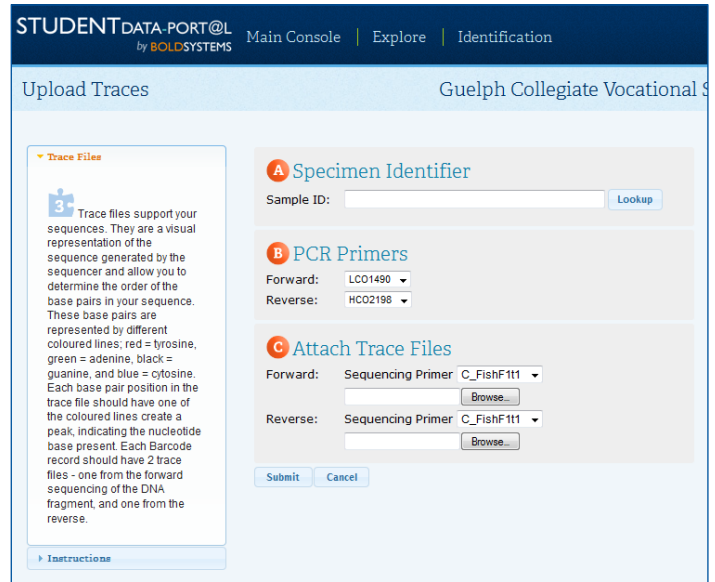 STUDENT DATA-PORT@L
by BOLDSYSTEMS
Main Console | Explore | Identification
Upload Traces
Guelph Collegiate Vocational S
Trace Files
3
Trace files support your
sequences. They are a visual
representation of the
sequence generated by the
sequencer and allow you to
determine the order of the
base pairs in your sequence.
These base pairs are
represented by different
coloured lines; red = tyrosine,
green = adenine, black =
guanine, and blue = cytosine.
Each base pair position in the
trace file should have one of
the coloured lines create a
peak, indicating the nucleotide
base present. Each Barcode
record should have 2 trace
files - one from the forward
sequencing of the DNA
fragment, and one from the
reverse.
Instructions
A Specimen Identifier
Sample ID: Lookup
B PCR Primers
Forward: LCO1490
Reverse: HCO2198
C Attach Trace Files
Forward: Sequencing Primer C_FishF1t1
Browse...
Reverse: Sequencing Primer C_FishF1t1
Browse...
Submit Cancel